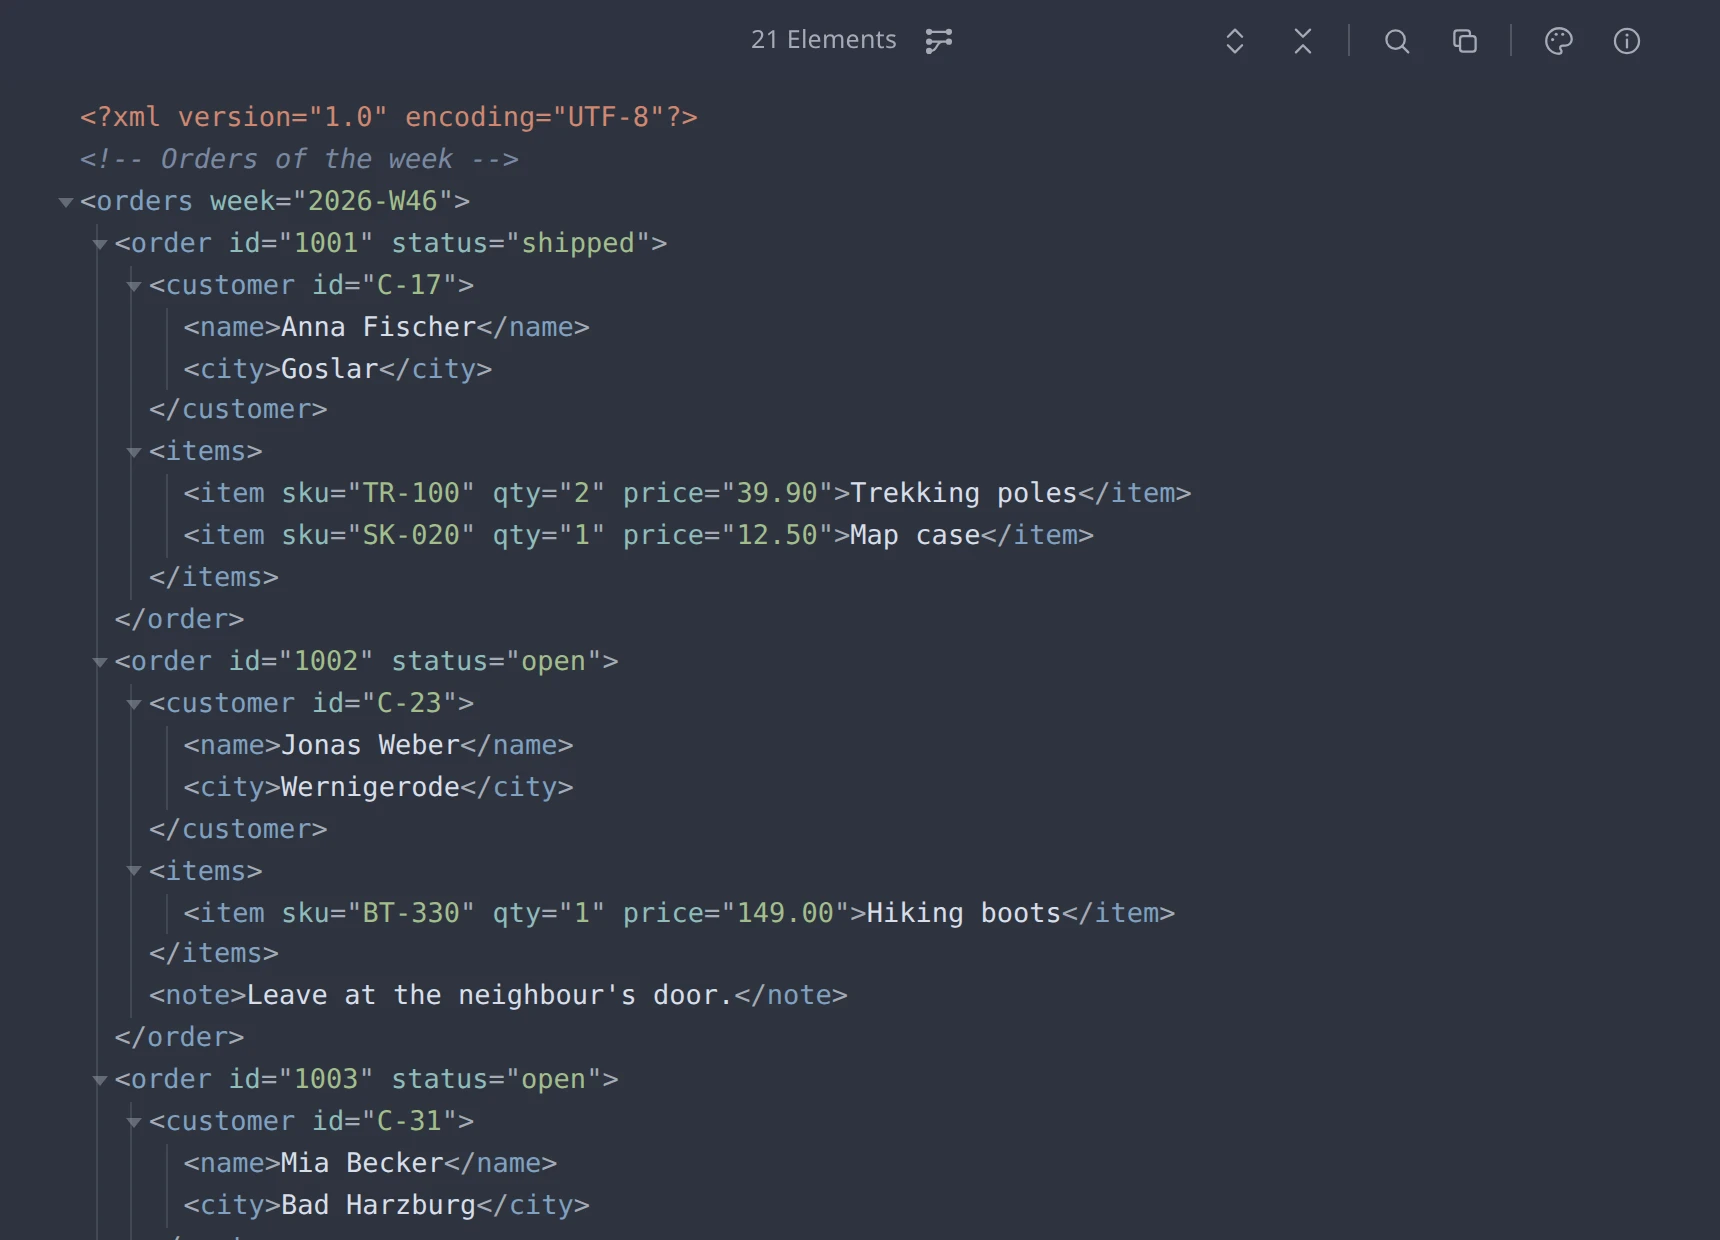 21 Elements
<?xml version="1.0" encoding="UTF-8"?>
<!-- Orders of the week -->
<orders week="2026-W46">
<order id="1001" status="shipped">
<customer id="C-17">
<name>Anna Fischer</name>
<city>Goslar</city>
</customer>
<items>
<item sku="TR-100" qty="2" price="39.90">Trekking poles</item>
<item sku="SK-020" qty="1" price="12.50">Map case</item>
</items>
</order>
<order id="1002" status="open">
<customer id="C-23">
<name>Jonas Weber</name>
<city>Wernigerode</city>
</customer>
<items>
<item sku="BT-330" qty="1" price="149.00">Hiking boots</item>
</items>
<note>Leave at the neighbour's door.</note>
</order>
<order id="1003" status="open">
<customer id="C-31">
<name>Mia Becker</name>
<city>Bad Harzburg</city>